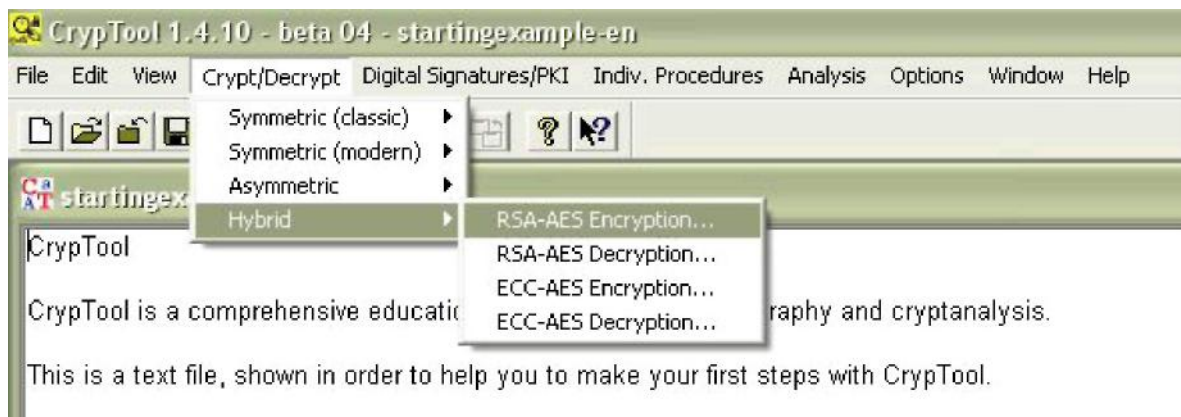 CrypTool 1.4.10 - beta 04 - startingexample-en
File Edit View Crypt/Decrypt Digital Signatures/PKI Indiv. Procedures Analysis Options Window Help
Symmetric (classic)
Symmetric (modern)
Asymmetric
Hybrid
RSA-AES Encryption...
RSA-AES Decryption...
ECC-AES Encryption...
ECC-AES Decryption...
startingex
CrypTool
CrypTool is a comprehensive educatio raphy and cryptanalysis.
This is a text file, shown in order to help you to make your first steps with CrypTool.